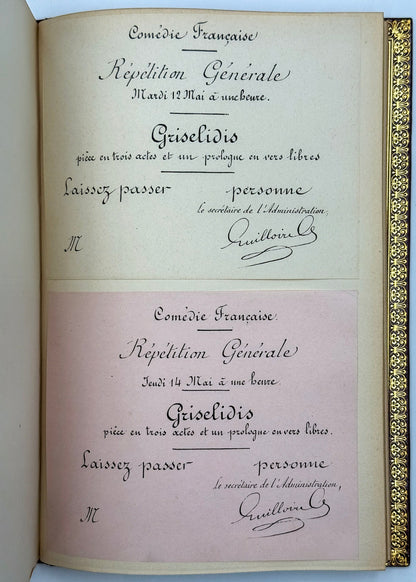 Comédie Française
Répétition Générale
Mardi 12 Mai à une heure.
Griselidis
pièce en trois actes et un prologue en vers libres
Laissez passer personne
Le secrétaire de l'Administration,
Guilloire
M
Comédie Française.
Répétition Générale
Jeudi 14 Mai à une heure.
Griselidis
pièce en trois actes et un prologue en vers libres.
Laissez passer personne
Le secrétaire de l'Administration,
Guilloire
M